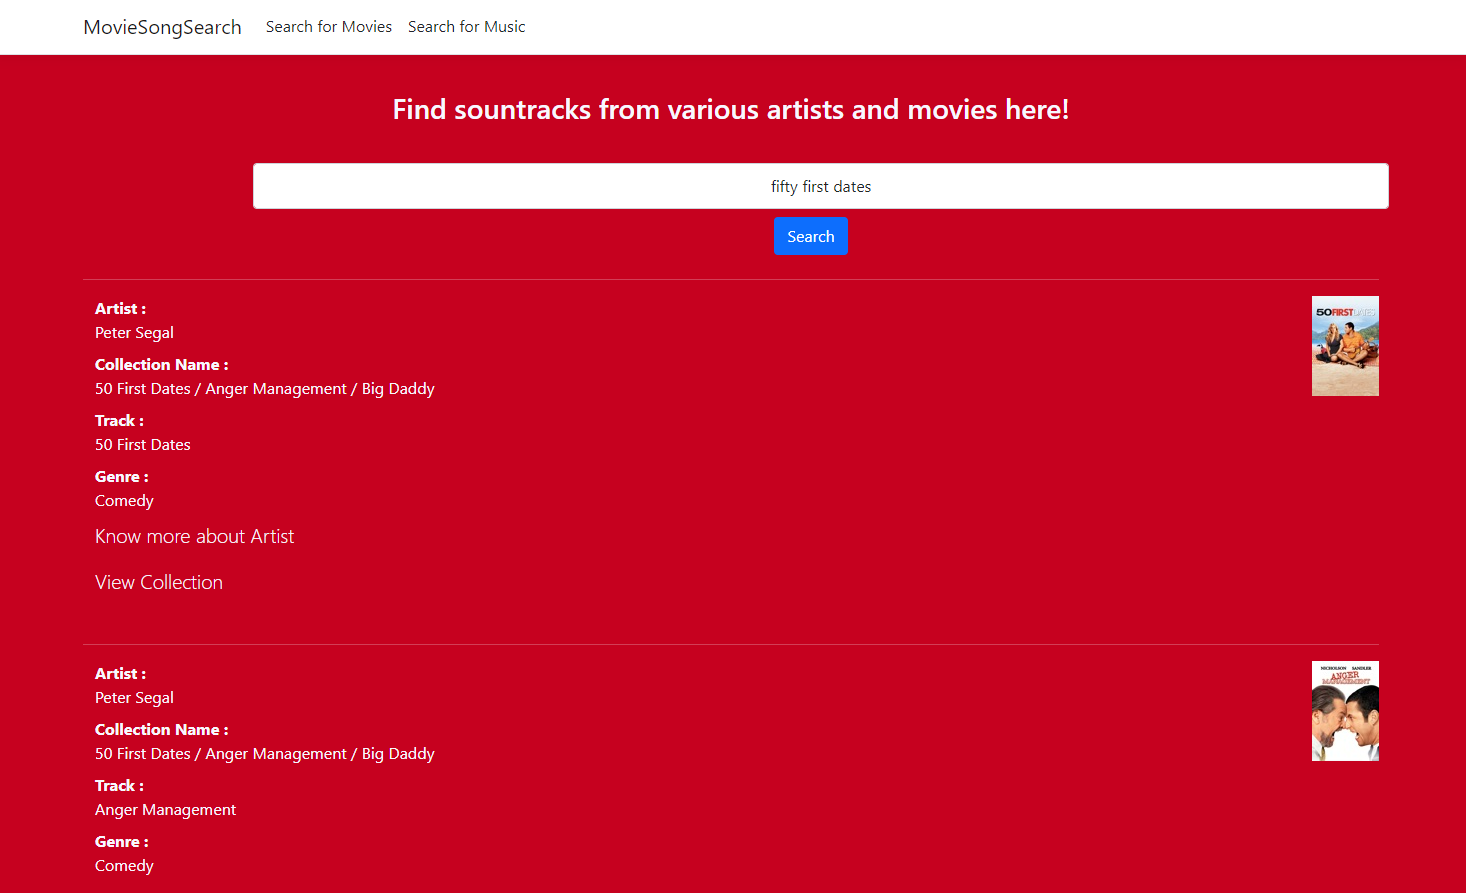 MovieSongSearch Search for Movies Search for Music
Find sountracks from various artists and movies here!
fifty first dates
Search
Artist :
Peter Segal
Collection Name :
50 First Dates / Anger Management / Big Daddy
Track :
50 First Dates
Genre :
Comedy
Know more about Artist
View Collection
50 FIRST DATES
Artist :
Peter Segal
Collection Name :
50 First Dates / Anger Management / Big Daddy
Track :
Anger Management
Genre :
Comedy
NICHOLSON SANDLER
ANGER
MANAGEMENT